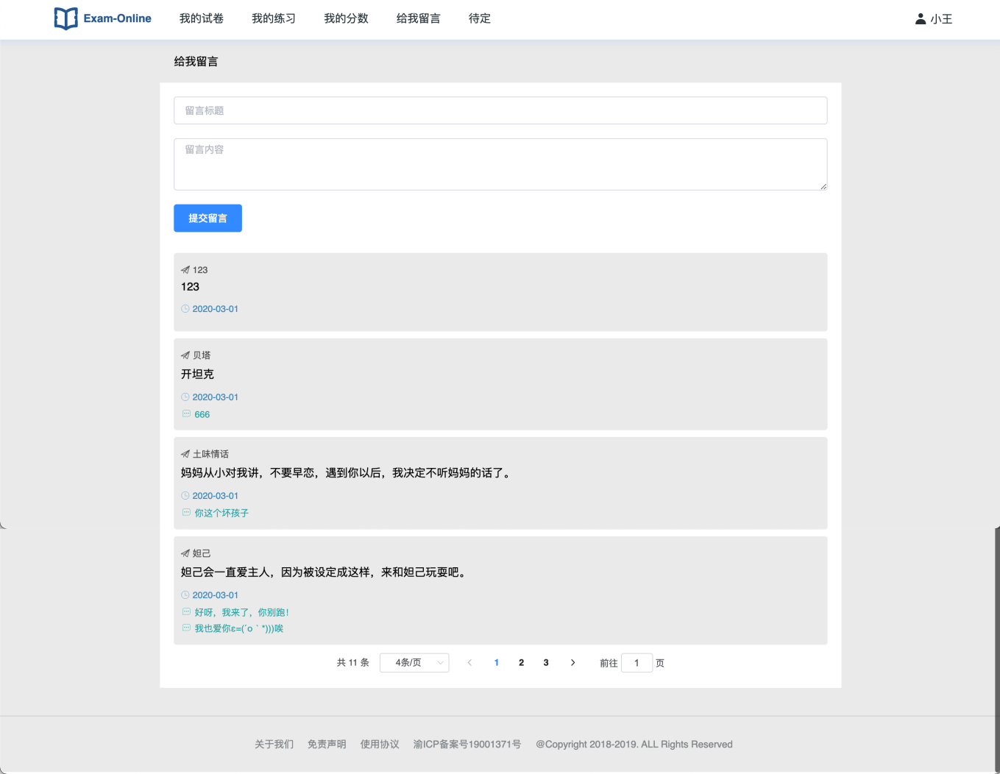 Exam-Online 我的试卷 我的练习 我的分数 给我留言 待定 小王
给我留言
留言标题
留言内容
提交留言
123
123
2020-03-01
贝塔
开坦克
2020-03-01
666
土味情话
妈妈从小对我讲，不要早恋，遇到你以后，我决定不听妈妈的话了。
2020-03-01
你这个坏孩子
妲己
妲己会一直爱主人，因为被设定成这样，来和妲己玩耍吧。
2020-03-01
好呀，我来了，你别跑！
我也爱你ε=(´ο｀*)))唉
共 11 条 4条/页 1 2 3 前往 1 页
关于我们 免责声明 使用协议 渝ICP备案号19001371号 @Copyright 2018-2019. ALL Rights Reserved